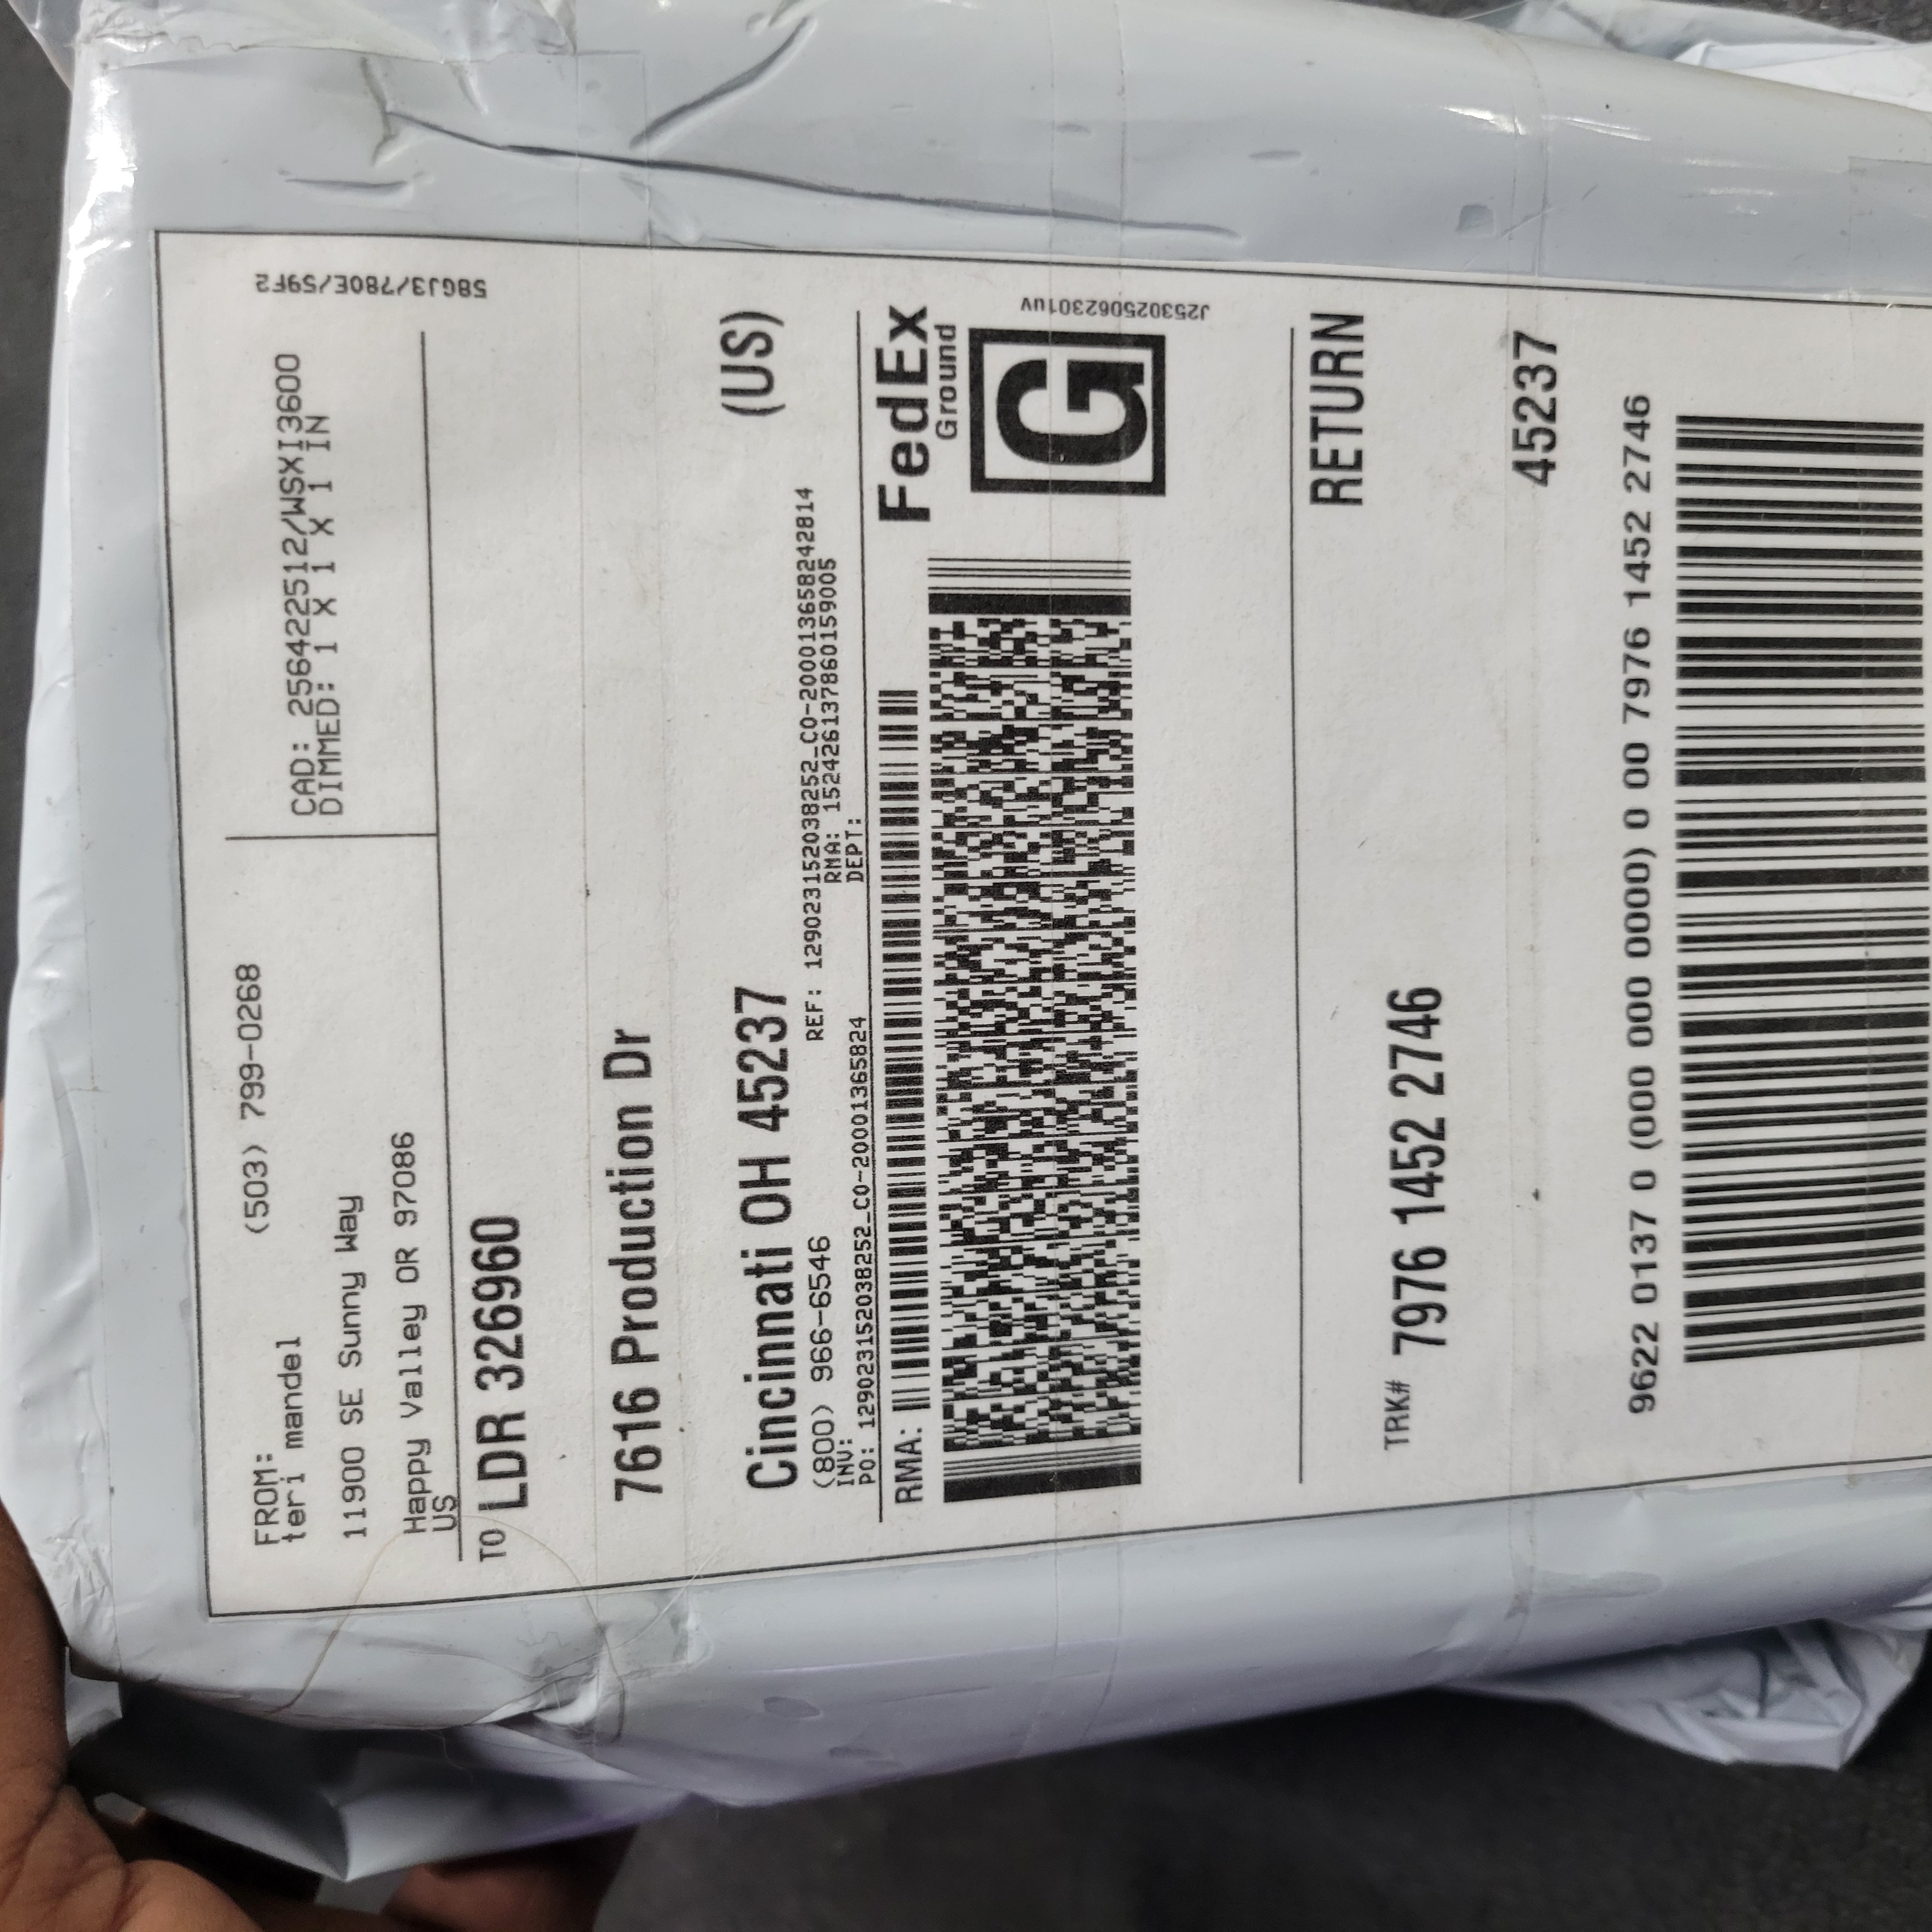 FROM:
(503) 799-0268
teri mandel
11900 SE Sunny Way
Happy Valley OR 97086
US
CAD: 256422512/WSXI3600
DIMMED: 1 X 1 X 1 IN
58GJ3/780E/59F2
TO LDR 326960
7616 Production Dr
Cincinnati OH 45237
(US)
(800) 966-6546
REF: 129023152038252_CO-20001365824 2814
INV:
RMA: 152426137860159005
PO: 129023152038252_CO-20001365824
DEPT:
RMA:
FedEx
Ground
G
J253025062301uv
RETURN
TRK# 7976 1452 2746
45237
9622 0137 0 (000 000 0000) 0 00 7976 1452 2746